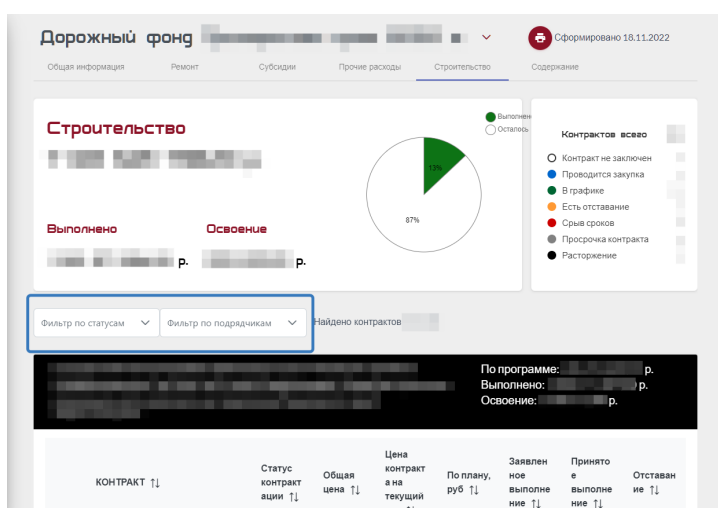 Дорожный фонд
Сформировано 18.11.2022
Общая информация Ремонт Субсидии Прочие расходы Строительство Содержание
Строительство
Выполнено Освоение
р. р.
Осталось
13%
87%
Контрактов всего
Контракт не заключен
Проводится закупка
В графике
Есть отставание
Срыв сроков
Просрочка контракта
Расторжение
Фильтр по статусам Фильтр по подрядчикам Найдено контрактов
По программе: р.
Выполнено: р.
Освоение: р.
КОНТРАКТ ↑↓
Статус
контракт
ации ↑↓
Общая
цена ↑↓
Цена
контракт
а на
текущий
По плану,
руб ↑↓
Заявлен
ное
выполне
ние ↑↓
Принято
е
выполне
ние ↑↓
Отставан
ие ↑↓